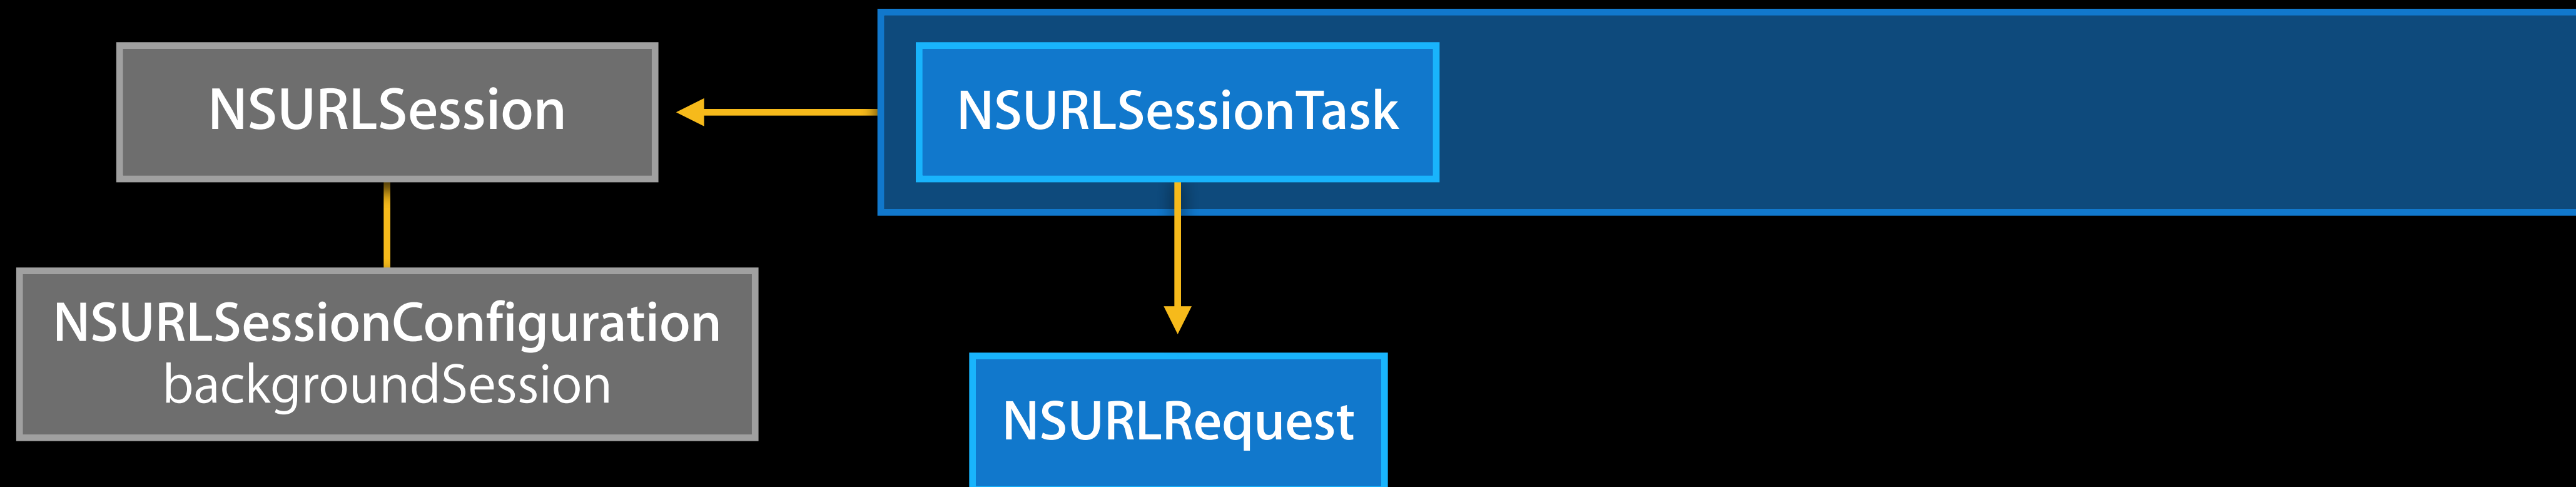 NSURLSession
NSURLSessionTask
NSURLSessionConfiguration
backgroundSession
NSURLRequest